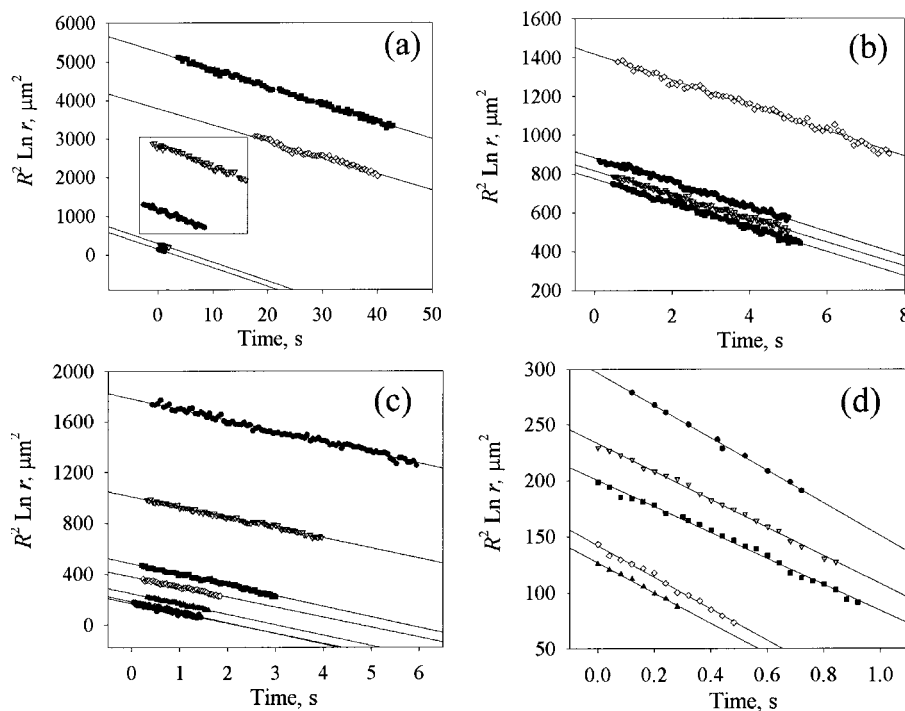 (a)
R² Ln r, μm²
6000
5000
4000
3000
2000
1000
0
0 10 20 30 40 50
Time, s
(b)
R² Ln r, μm²
1600
1400
1200
1000
800
600
400
200
0 2 4 6 8
Time, s
(c)
R² Ln r, μm²
2000
1600
1200
800
400
0
0 1 2 3 4 5 6
Time, s
(d)
R² Ln r, μm²
300
250
200
150
100
50
0.0 0.2 0.4 0.6 0.8 1.0
Time, s